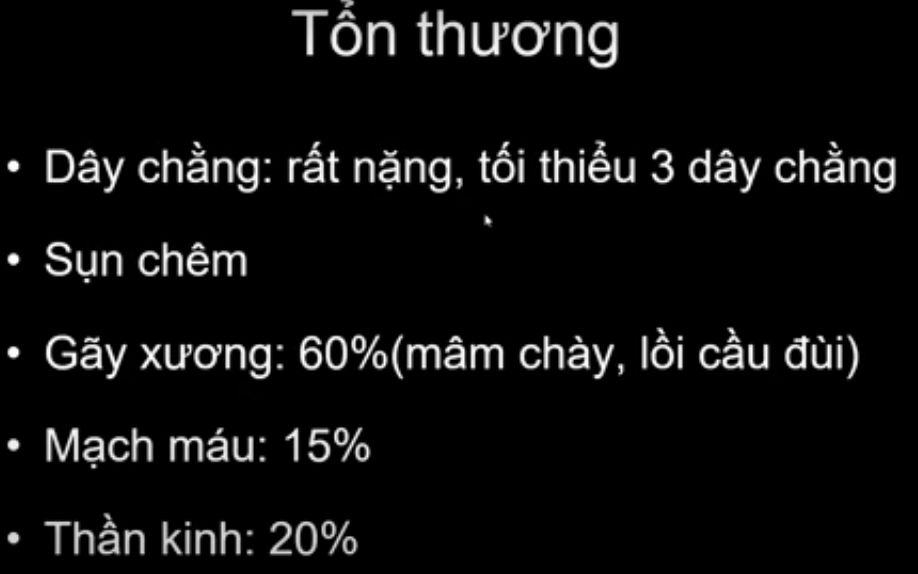 Tổn thương
• Dây chằng: rất nặng, tối thiểu 3 dây chằng
• Sụn chêm
• Gãy xương: 60%(mâm chày, lồi cầu đùi)
• Mạch máu: 15%
• Thần kinh: 20%